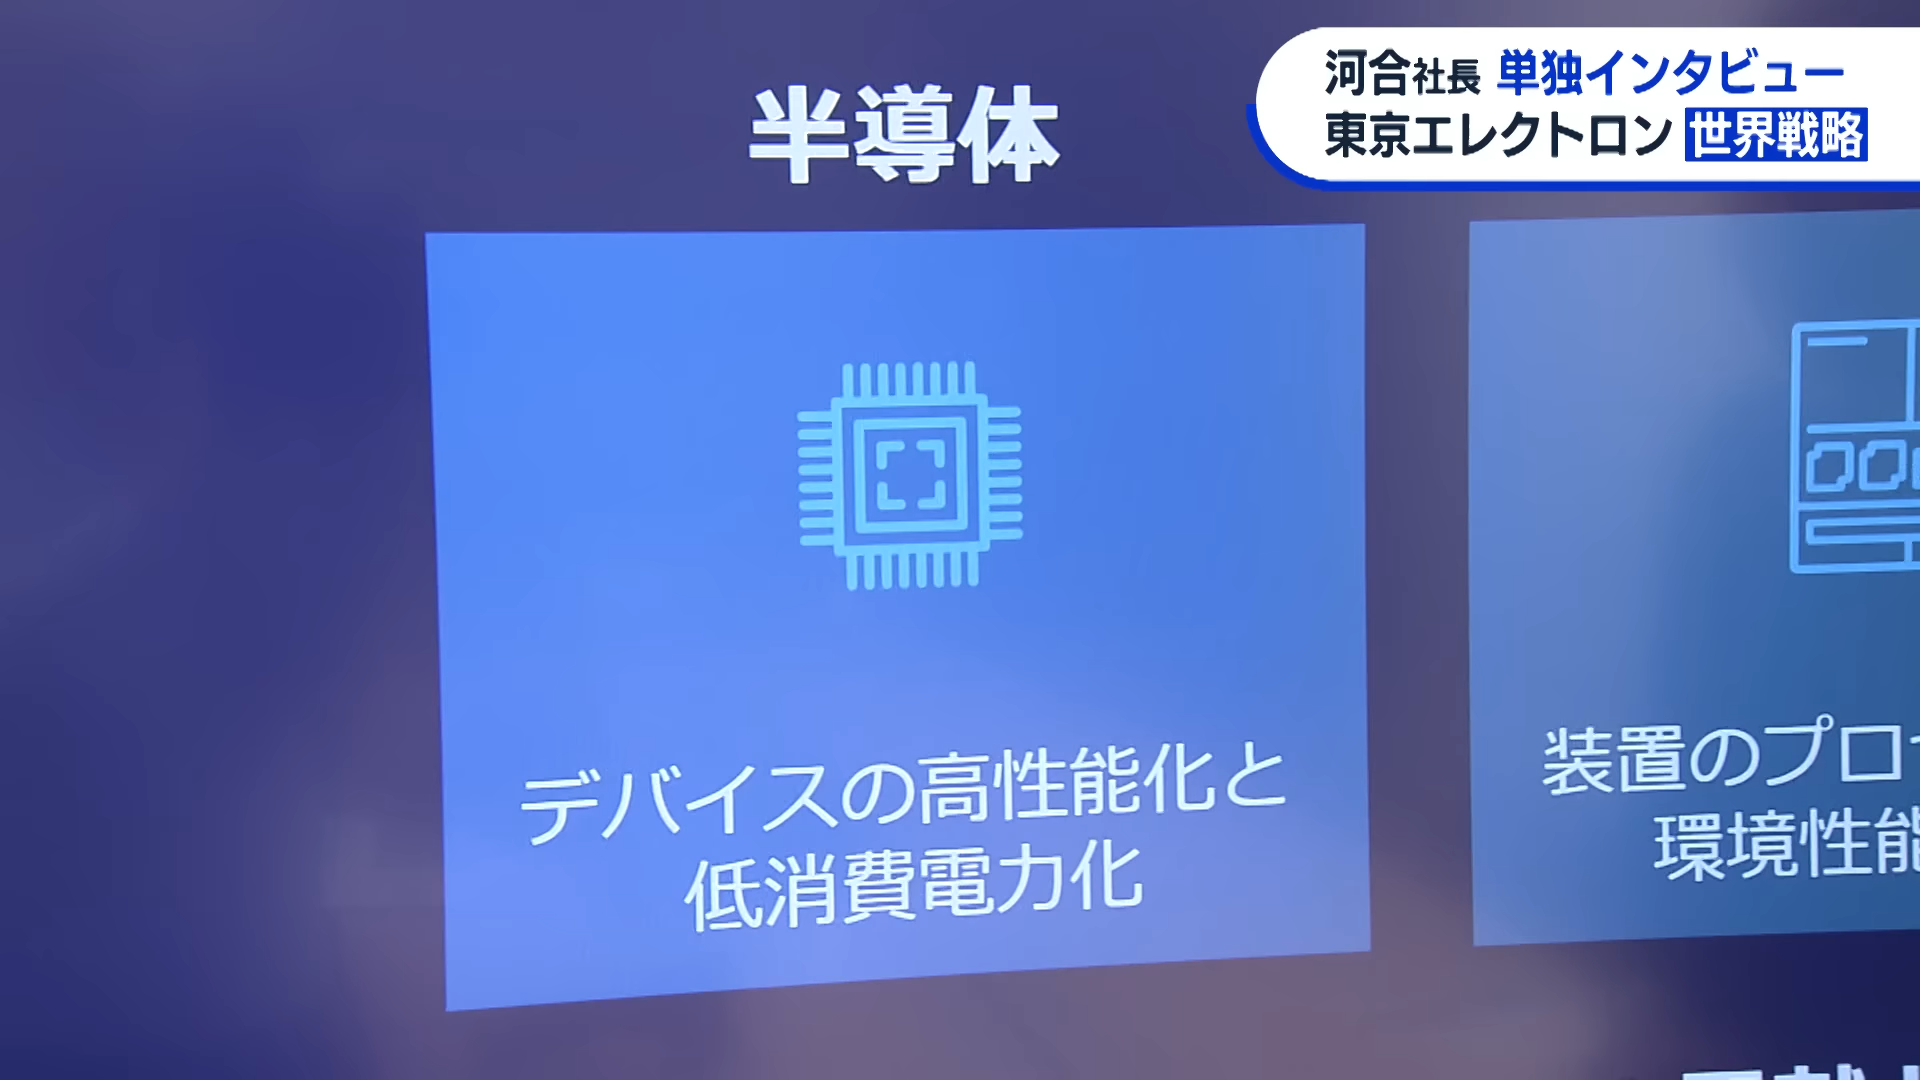 河合社長 単独インタビュー
東京エレクトロン 世界戦略
半導体
デバイスの高性能化と
低消費電力化
装置のプロ
環境性能